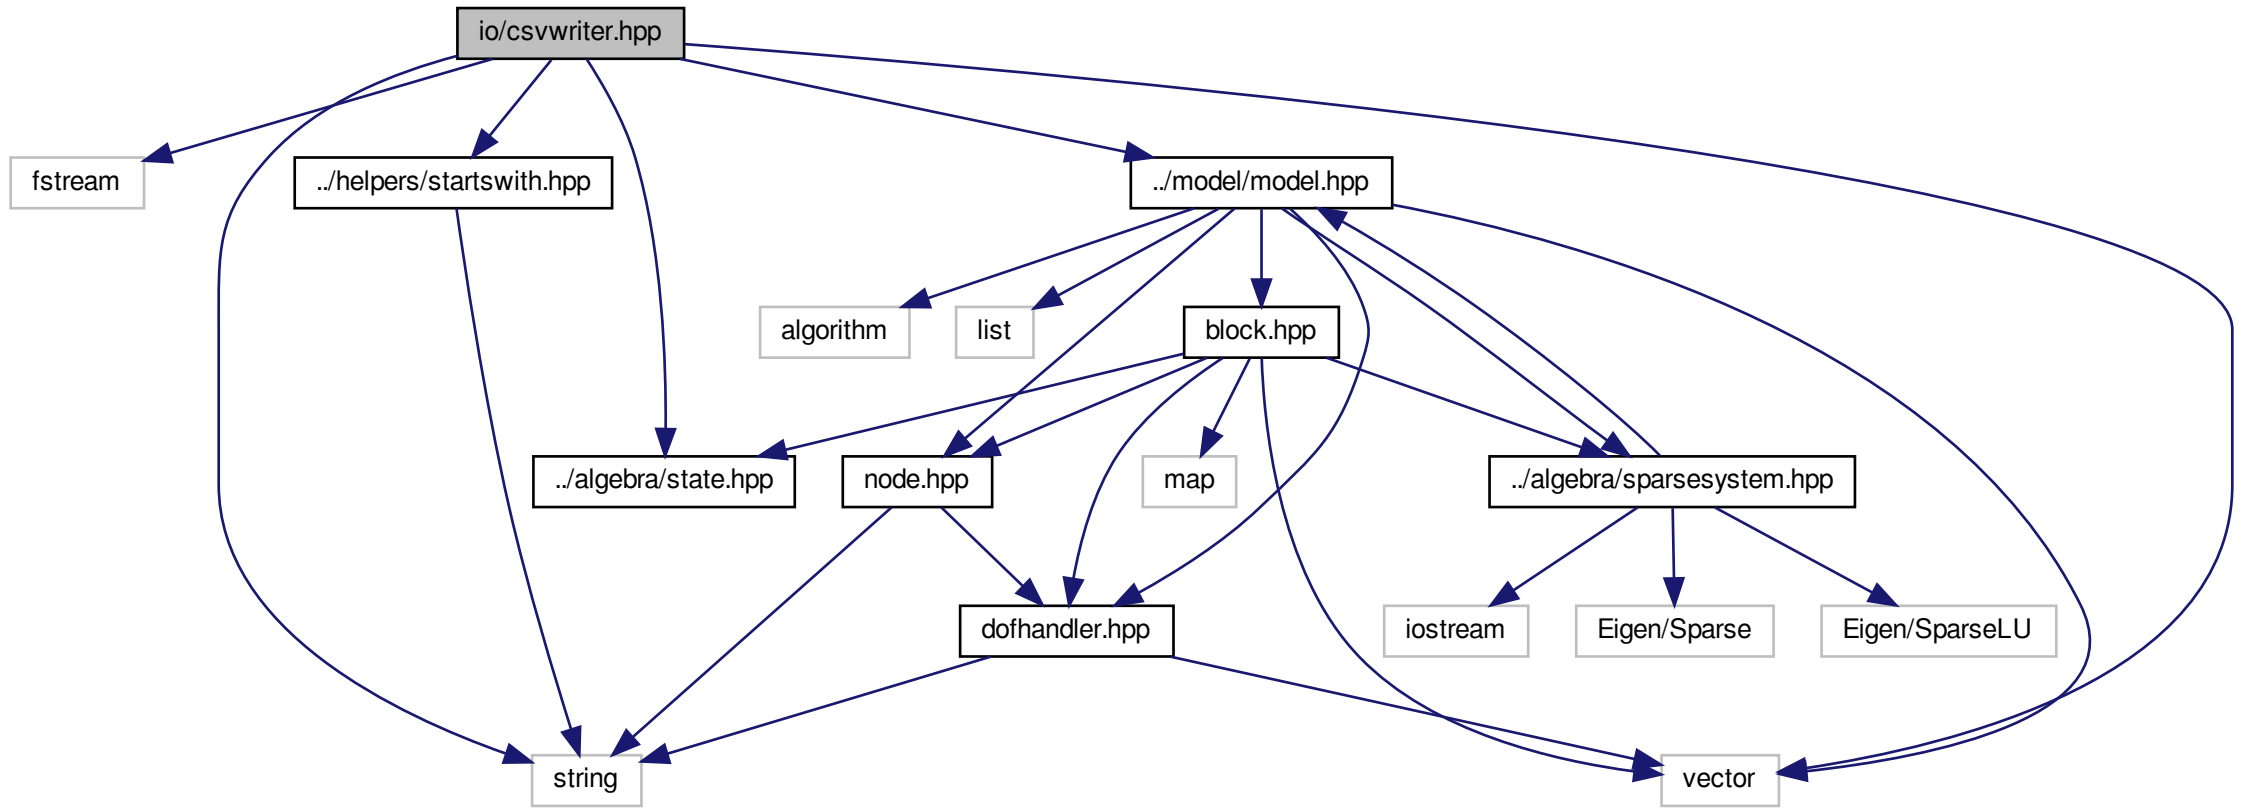 io/csvwriter.hpp
fstream
../helpers/startswith.hpp
../model/model.hpp
algorithm
list
block.hpp
../algebra/state.hpp
node.hpp
map
../algebra/sparsesystem.hpp
dofhandler.hpp
iostream
Eigen/Sparse
Eigen/SparseLU
string
vector